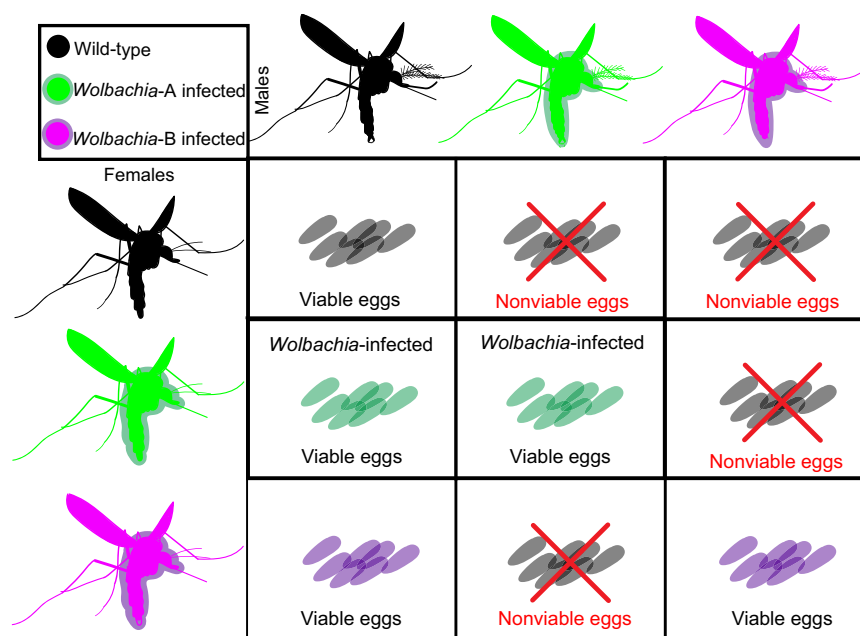 Wild-type
Wolbachia-A infected
Wolbachia-B infected
Males
Females
Viable eggs
Nonviable eggs
Nonviable eggs
Wolbachia-infected
Wolbachia-infected
Viable eggs
Viable eggs
Nonviable eggs
Viable eggs
Nonviable eggs
Viable eggs